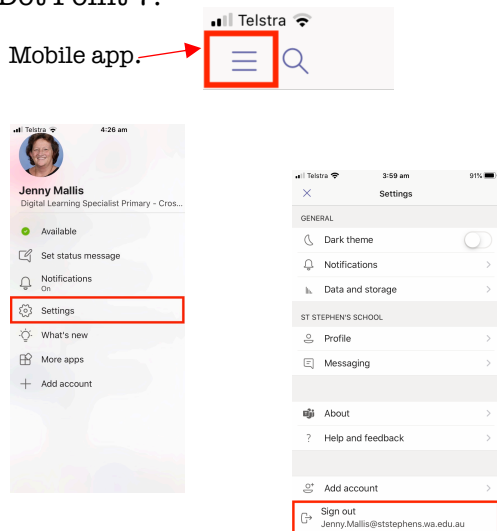 Mobile app.
Telstra
Telstra 4:26 am
Jenny Mallis
Digital Learning Specialist Primary - Cros...
Available
Set status message
Notifications
On
Settings
What's new
More apps
Add account
Telstra 3:59 am 91%
Settings
GENERAL
Dark theme
Notifications
Data and storage
ST STEPHEN'S SCHOOL
Profile
Messaging
About
Help and feedback
Add account
Sign out
Jenny.Mallis@ststephens.wa.edu.au